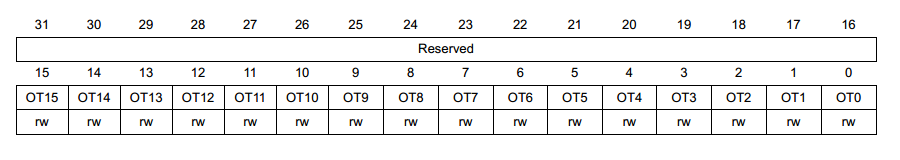 31 30 29 28 27 26 25 24 23 22 21 20 19 18 17 16
Reserved
15 14 13 12 11 10 9 8 7 6 5 4 3 2 1 0
OT15 OT14 OT13 OT12 OT11 OT10 OT9 OT8 OT7 OT6 OT5 OT4 OT3 OT2 OT1 OT0
rw rw rw rw rw rw rw rw rw rw rw rw rw rw rw rw